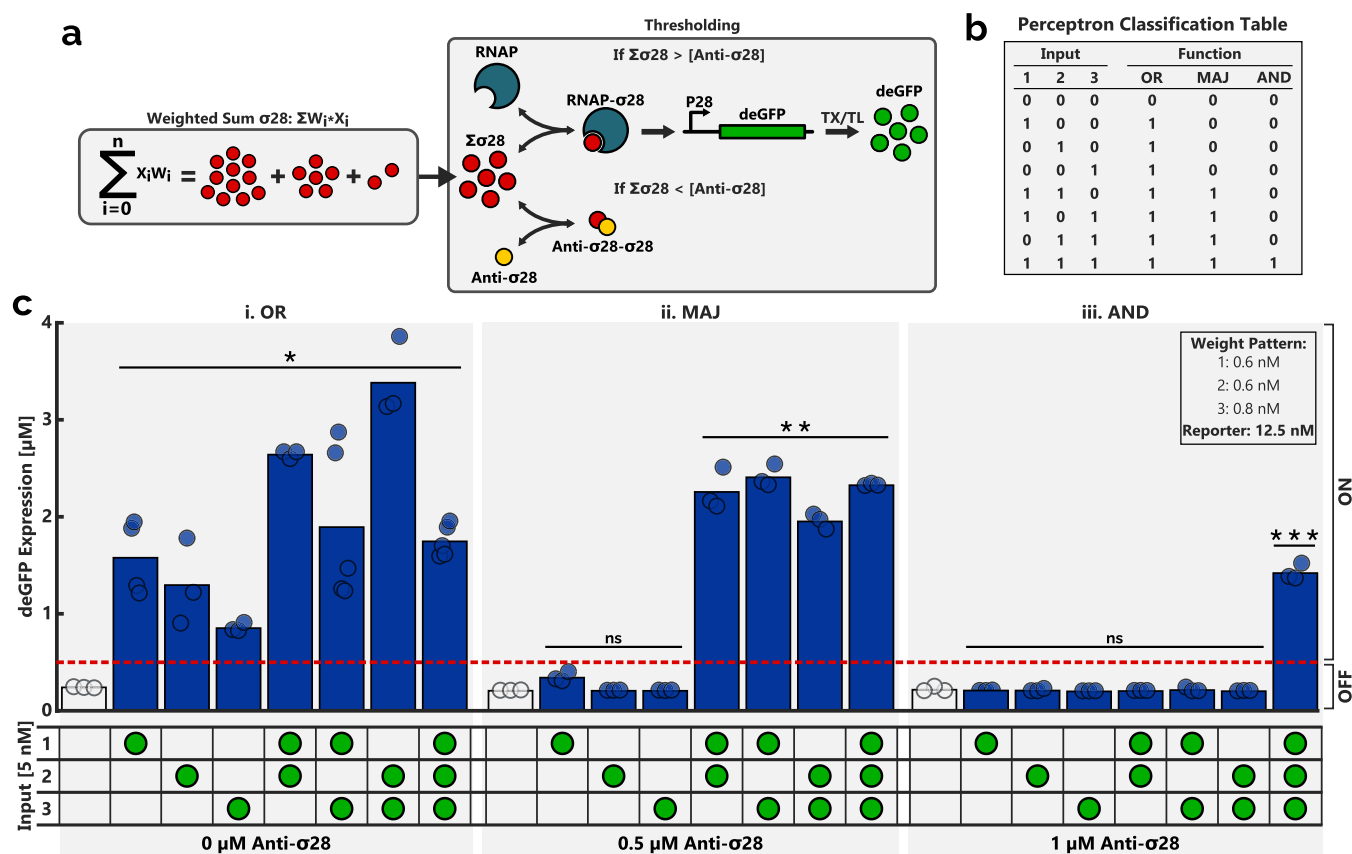 a
Weighted Sum σ28: ΣWi*Xi
n
∑ XiWi = + +
i=0
Thresholding
If Σσ28 > [Anti-σ28]
RNAP
RNAP-σ28
P28
deGFP
TX/TL
deGFP
Σσ28
If Σσ28 < [Anti-σ28]
Anti-σ28-σ28
Anti-σ28
b
Perceptron Classification Table
Input Function
1 2 3 OR MAJ AND
0 0 0 0 0 0
1 0 0 1 0 0
0 1 0 1 0 0
0 0 1 1 0 0
1 1 0 1 1 0
1 0 1 1 1 0
0 1 1 1 1 0
1 1 1 1 1 1
c
i. OR
ii. MAJ
iii. AND
deGFP Expression [µM]
4
3
2
1
0
*
ns
* *
ns
* * *
Weight Pattern:
1: 0.6 nM
2: 0.6 nM
3: 0.8 nM
Reporter: 12.5 nM
ON
OFF
Input [5 nM]
1
2
3
0 µM Anti-σ28
0.5 µM Anti-σ28
1 µM Anti-σ28